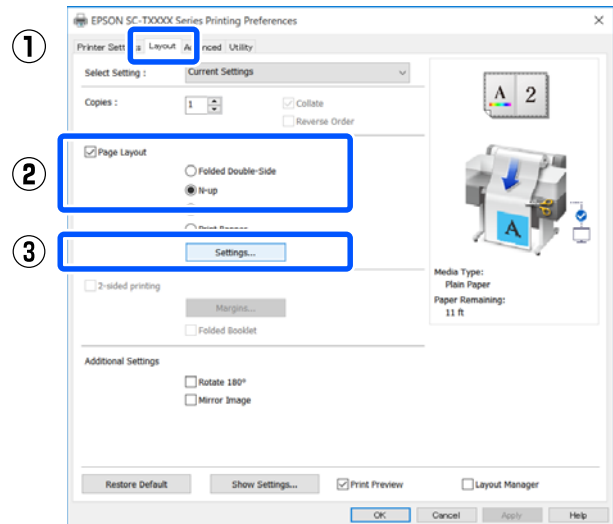 EPSON SC-TXXXX Series Printing Preferences
①
Printer Sett s Layout A nced Utility
Select Setting : Current Settings
Copies : 1 Collate
Reverse Order
A 2
②
Page Layout
Folded Double-Side
N-up
③
Settings...
A
2-sided printing
Margins...
Folded Booklet
Media Type:
Plain Paper
Paper Remaining:
11 ft
Additional Settings
Rotate 180°
Mirror Image
Restore Default Show Settings... Print Preview Layout Manager
OK Cancel Apply Help